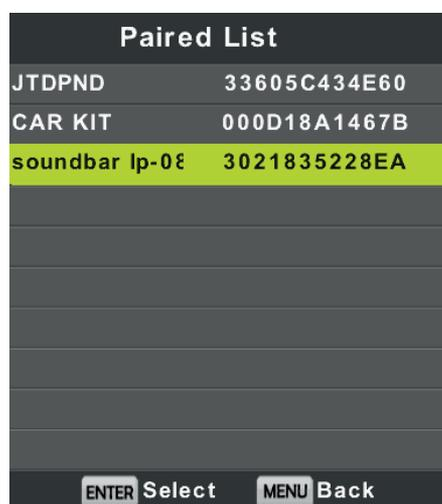 Paired List
JTDPND 33605C434E60
CAR KIT 000D18A1467B
soundbar lp-08 3021835228EA
ENTER Select MENU Back